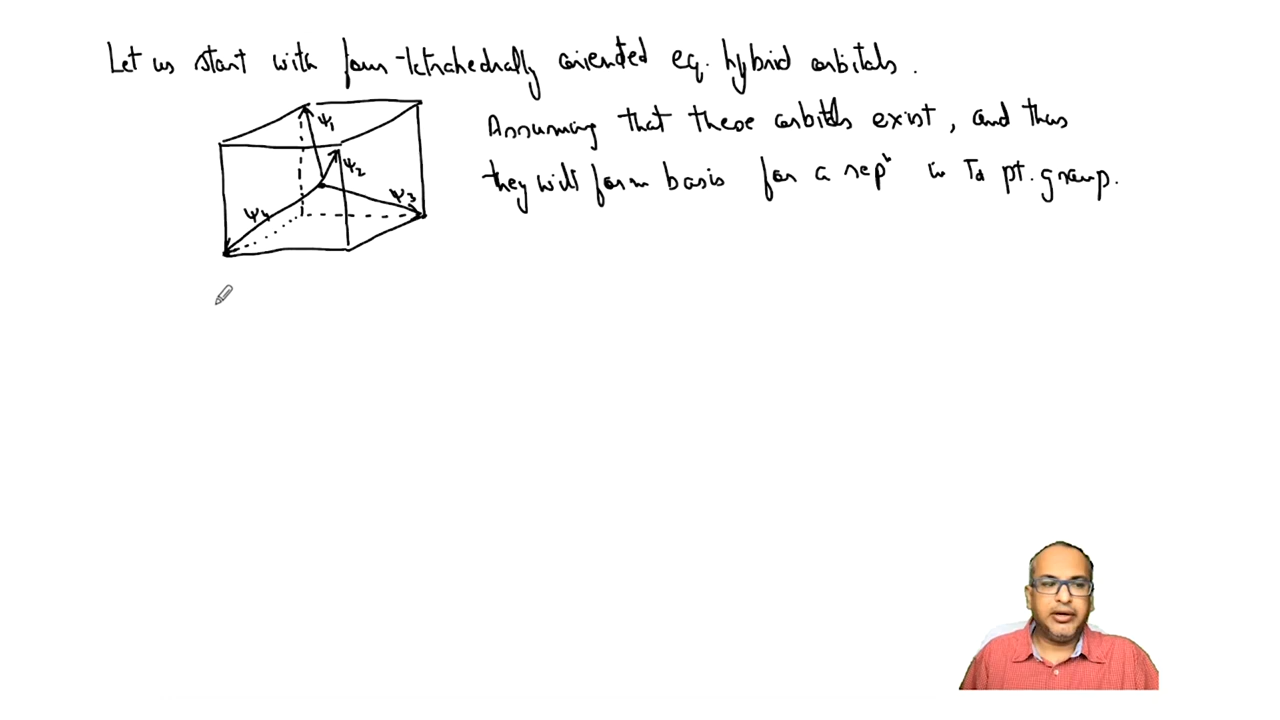 Let us start with four tetrahedrally oriented eq. hybrid orbitals.
Assuming that these orbitals exist, and thus
they will form basis for a repⁿ in Td pt. group.
ψ1
ψ2
ψ3
ψ4